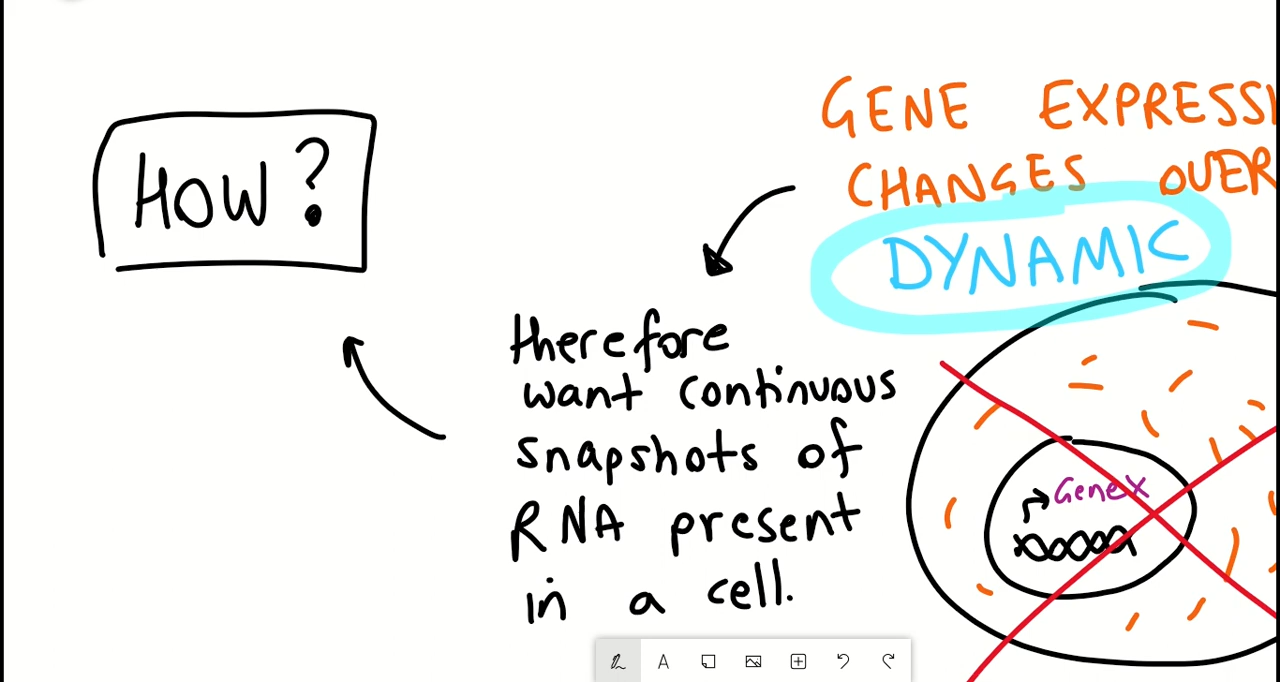 HOW?
GENE EXPRESSI
CHANGES OVER
DYNAMIC
therefore
want continuous
snapshots of
RNA present
in a cell.
Gene X
A